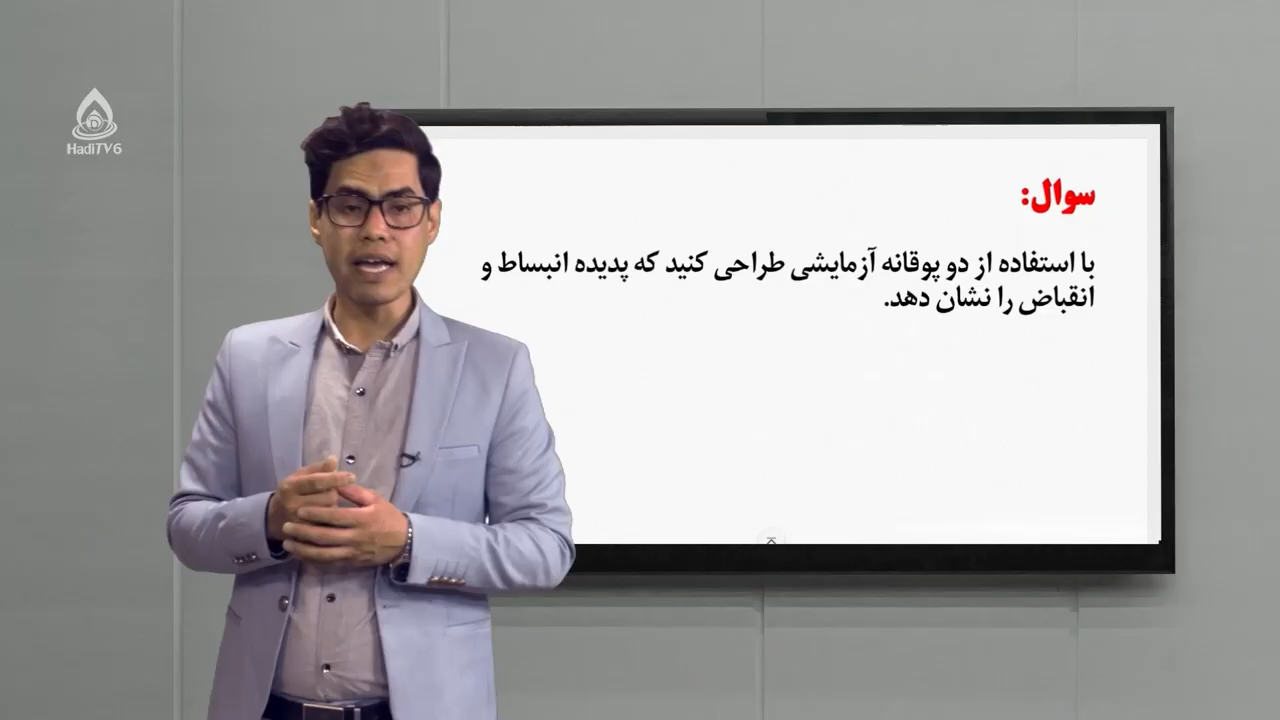 HadiTV6
سوال:
با استفاده از دو پوقانه آزمایشی طراحی کنید که پدیده انبساط و
انقباض را نشان دهد.